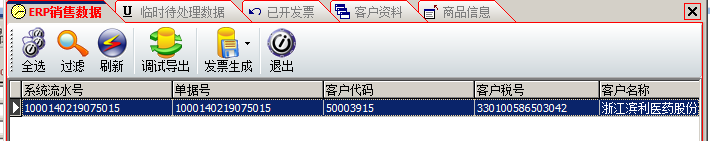 ERP销售数据 U 临时待处理数据 已开发票 客户资料 商品信息
全选 过滤 刷新 调试导出 发票生成 退出
系统流水号 单据号 客户代码 客户税号 客户名称
1000140219075015 1000140219075015 50003915 330100586503042 浙江滨利医药股份